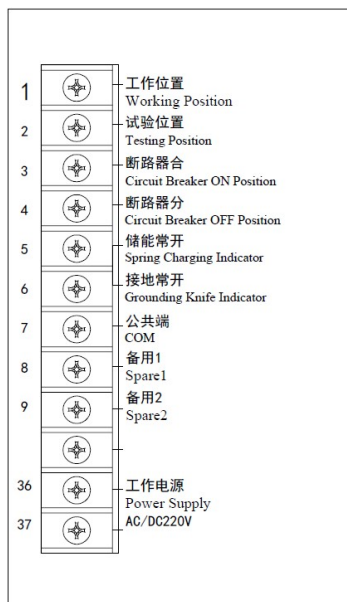 1
工作位置
Working Position
2
试验位置
Testing Position
3
断路器合
Circuit Breaker ON Position
4
断路器分
Circuit Breaker OFF Position
5
储能常开
Spring Charging Indicator
6
接地常开
Grounding Knife Indicator
7
公共端
COM
8
备用1
Spare1
9
备用2
Spare2
36
工作电源
Power Supply
37
AC/DC220V